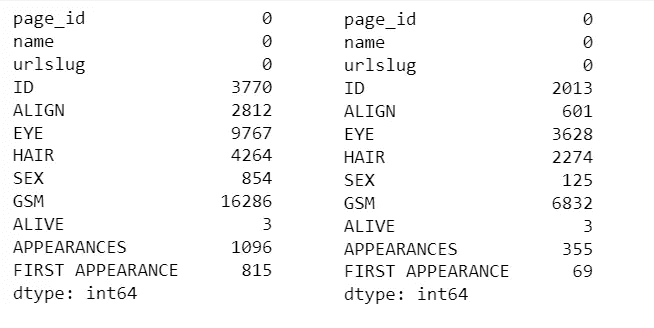 page_id 0
name 0
urlslug 0
ID 3770
ALIGN 2812
EYE 9767
HAIR 4264
SEX 854
GSM 16286
ALIVE 3
APPEARANCES 1096
FIRST APPEARANCE 815
dtype: int64
page_id 0
name 0
urlslug 0
ID 2013
ALIGN 601
EYE 3628
HAIR 2274
SEX 125
GSM 6832
ALIVE 3
APPEARANCES 355
FIRST APPEARANCE 69
dtype: int64